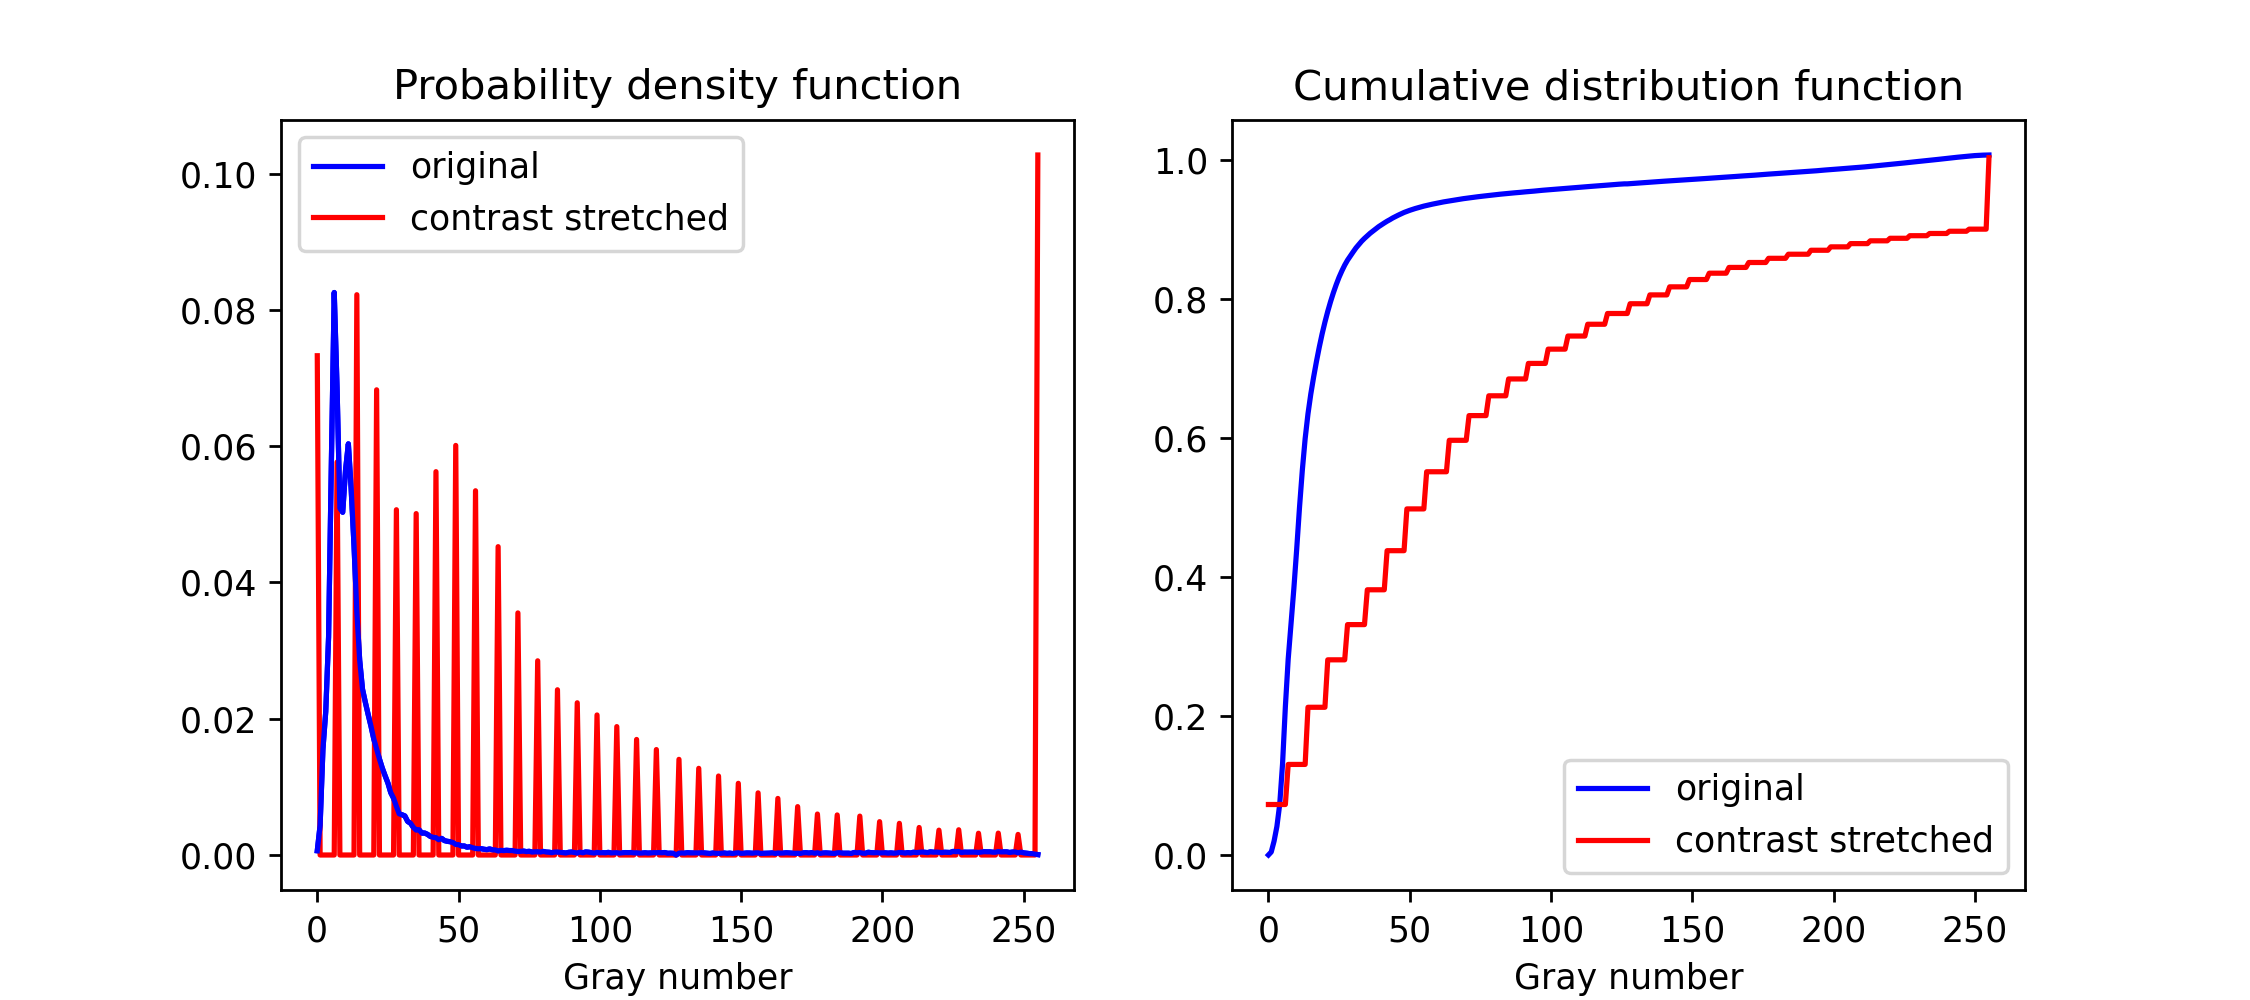 Probability density function
original
contrast stretched
0.10
0.08
0.06
0.04
0.02
0.00
0 50 100 150 200 250
Gray number
Cumulative distribution function
1.0
0.8
0.6
0.4
0.2
0.0
original
contrast stretched
0 50 100 150 200 250
Gray number